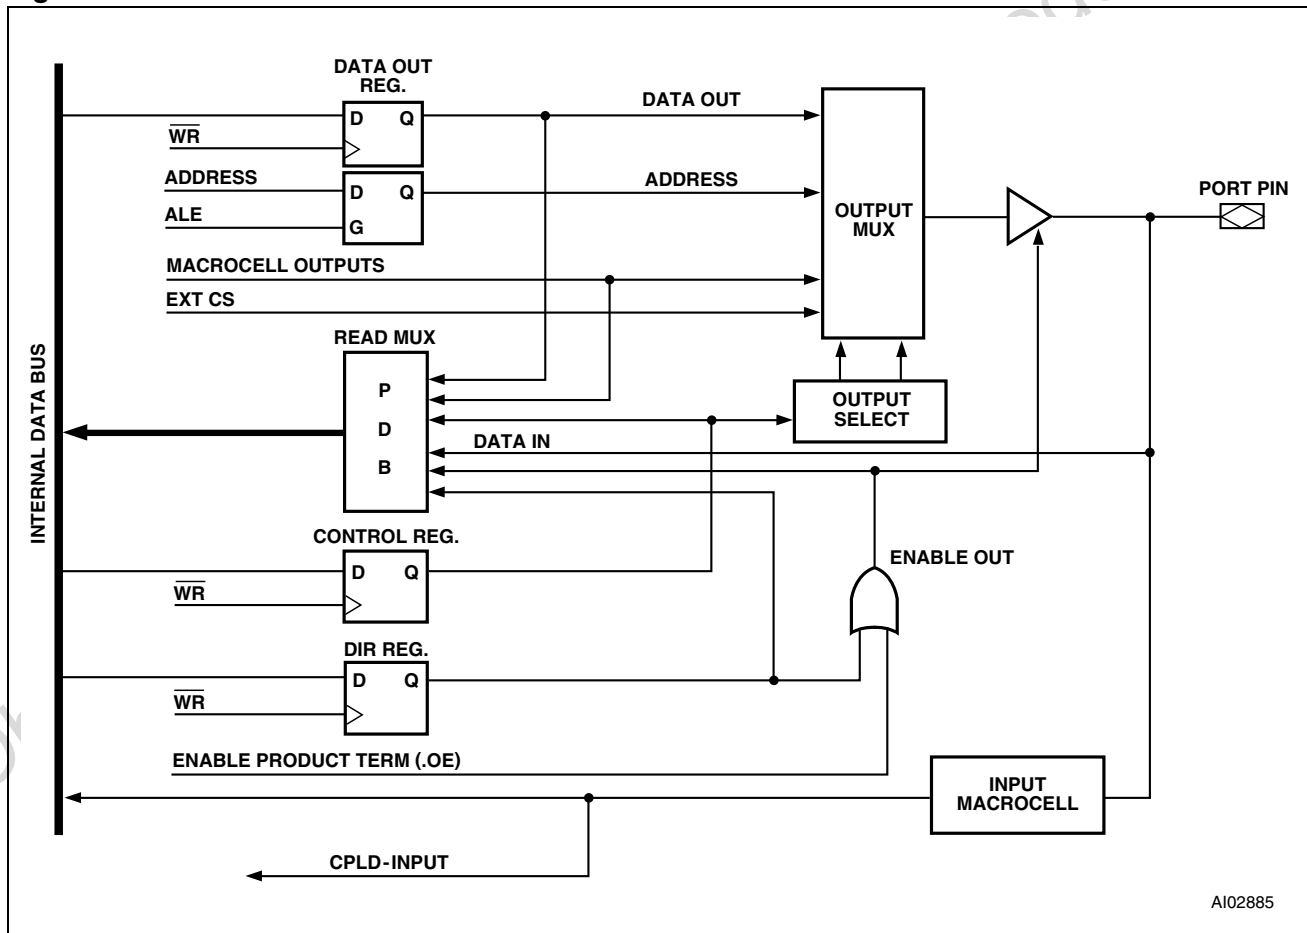 DATA OUT
REG.
D Q
WR
DATA OUT
ADDRESS
D Q
ALE
G
ADDRESS
OUTPUT
MUX
PORT PIN
MACROCELL OUTPUTS
EXT CS
READ MUX
P
D
B
OUTPUT
SELECT
DATA IN
INTERNAL DATA BUS
CONTROL REG.
D Q
WR
ENABLE OUT
DIR REG.
D Q
WR
ENABLE PRODUCT TERM (.OE)
INPUT
MACROCELL
CPLD-INPUT
AI02885